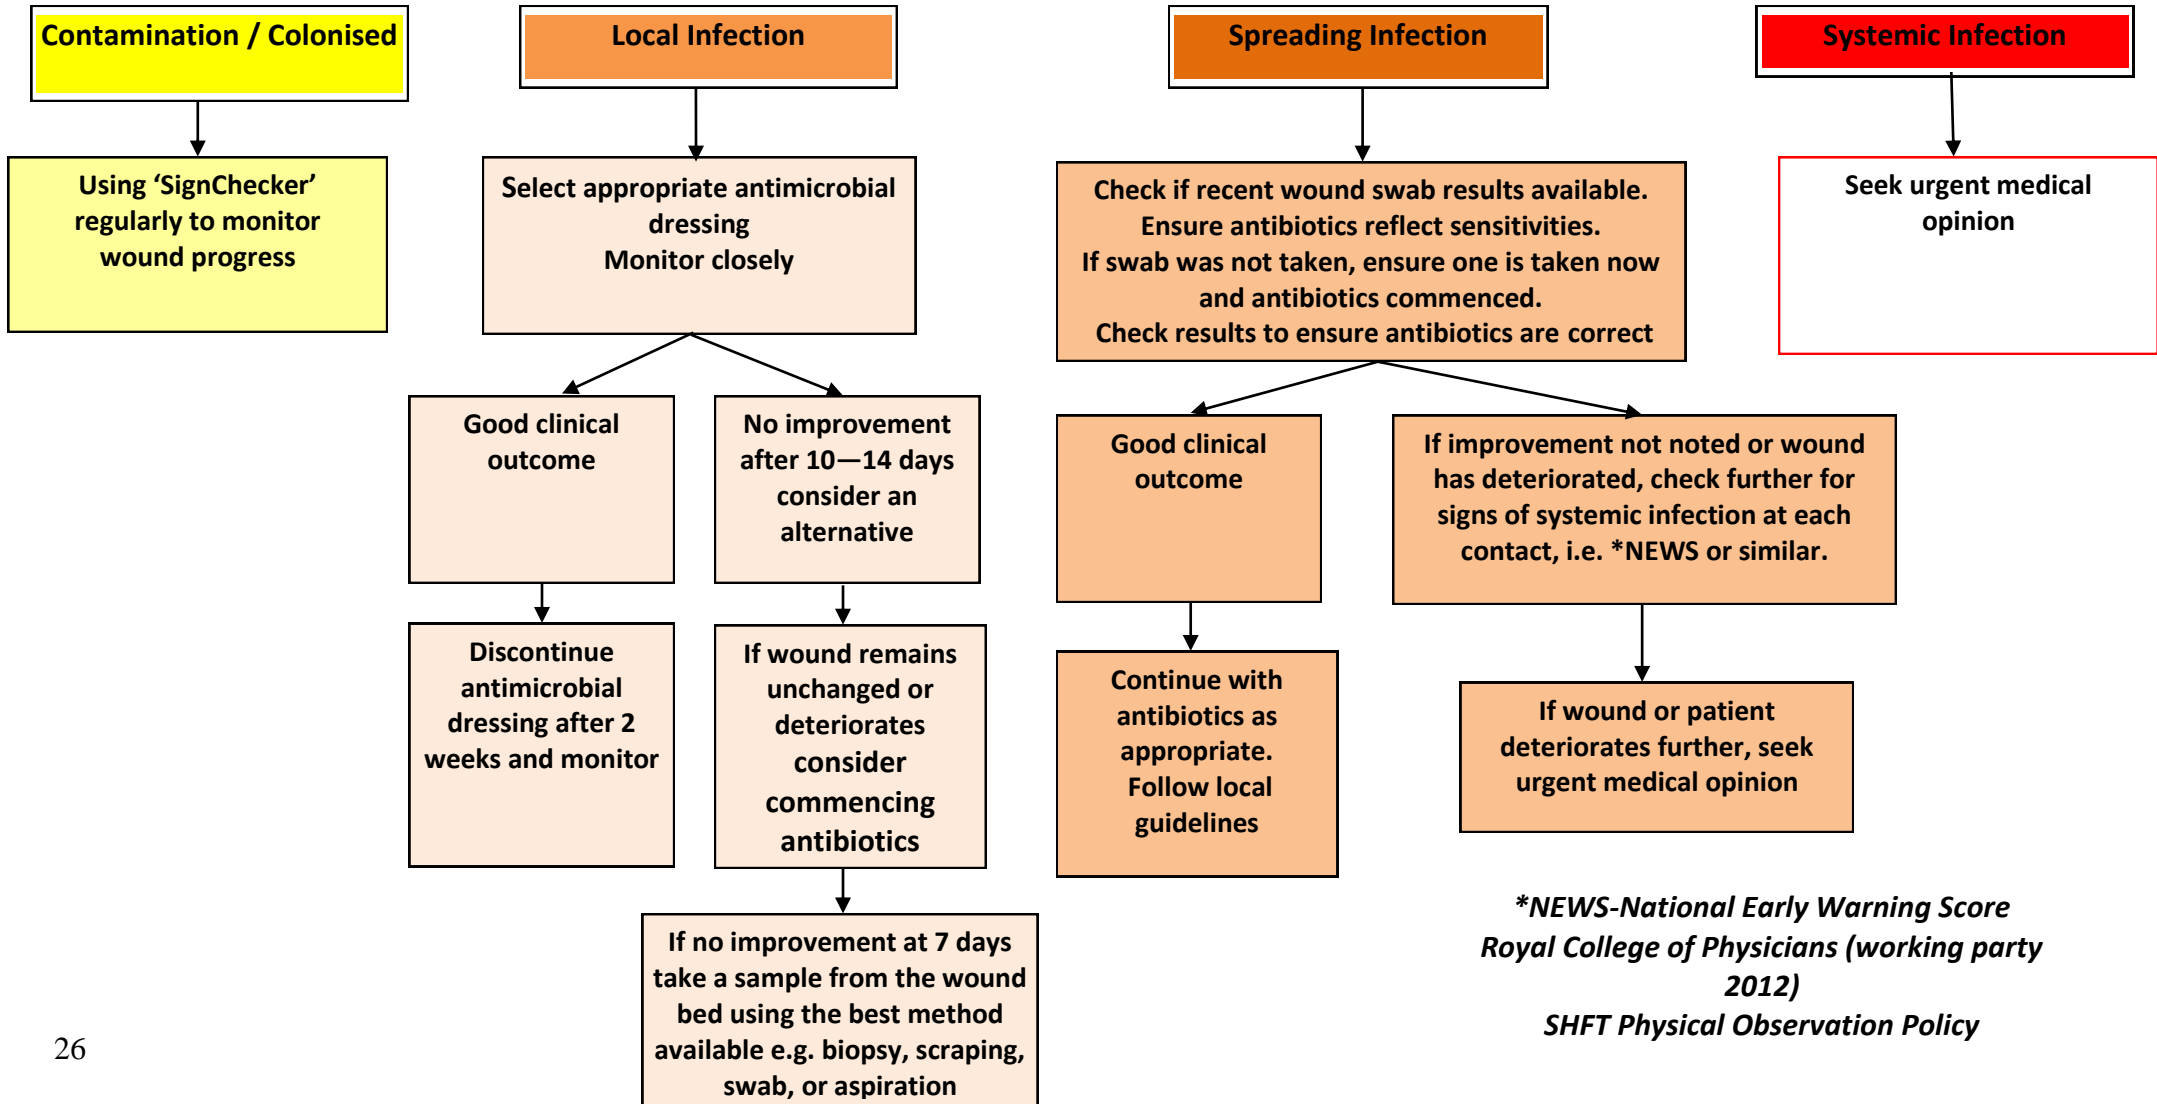 Contamination / Colonised
Local Infection
Spreading Infection
Systemic Infection
Using ‘SignChecker’
regularly to monitor
wound progress
Select appropriate antimicrobial
dressing
Monitor closely
Check if recent wound swab results available.
Ensure antibiotics reflect sensitivities.
If swab was not taken, ensure one is taken now
and antibiotics commenced.
Check results to ensure antibiotics are correct
Seek urgent medical
opinion
Good clinical
outcome
No improvement
after 10—14 days
consider an
alternative
Good clinical
outcome
If improvement not noted or wound
has deteriorated, check further for
signs of systemic infection at each
contact, i.e. *NEWS or similar.
Discontinue
antimicrobial
dressing after 2
weeks and monitor
If wound remains
unchanged or
deteriorates
consider
commencing
antibiotics
Continue with
antibiotics as
appropriate.
Follow local
guidelines
If wound or patient
deteriorates further, seek
urgent medical opinion
If no improvement at 7 days
take a sample from the wound
bed using the best method
available e.g. biopsy, scraping,
swab, or aspiration
*NEWS-National Early Warning Score
Royal College of Physicians (working party
2012)
SHFT Physical Observation Policy
26